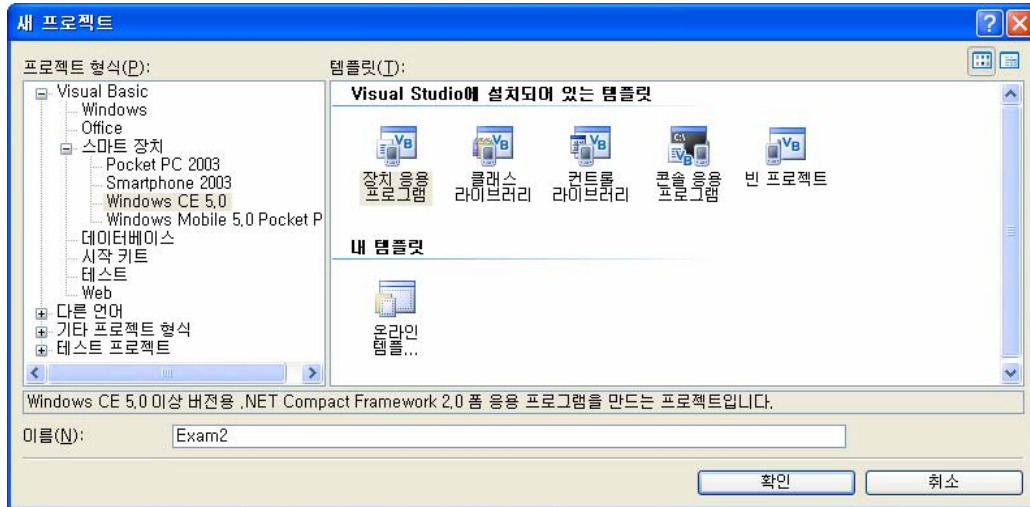 새 프로젝트
프로젝트 형식(P):
Visual Basic
Windows
Office
스마트 장치
Pocket PC 2003
Smartphone 2003
Windows CE 5,0
Windows Mobile 5,0 Pocket P
데이터베이스
시작 키트
테스트
Web
다른 언어
기타 프로젝트 형식
테스트 프로젝트
템플릿(T):
Visual Studio에 설치되어 있는 템플릿
장치 응용
프로그램
클래스
라이브러리
컨트롤
라이브러리
콘솔 응용
프로그램
빈 프로젝트
내 템플릿
온라인
템플...
Windows CE 5,0 이상 버전용 ,NET Compact Framework 2,0 폼 응용 프로그램을 만드는 프로젝트입니다,
이름(N):
Exam2
확인
취소